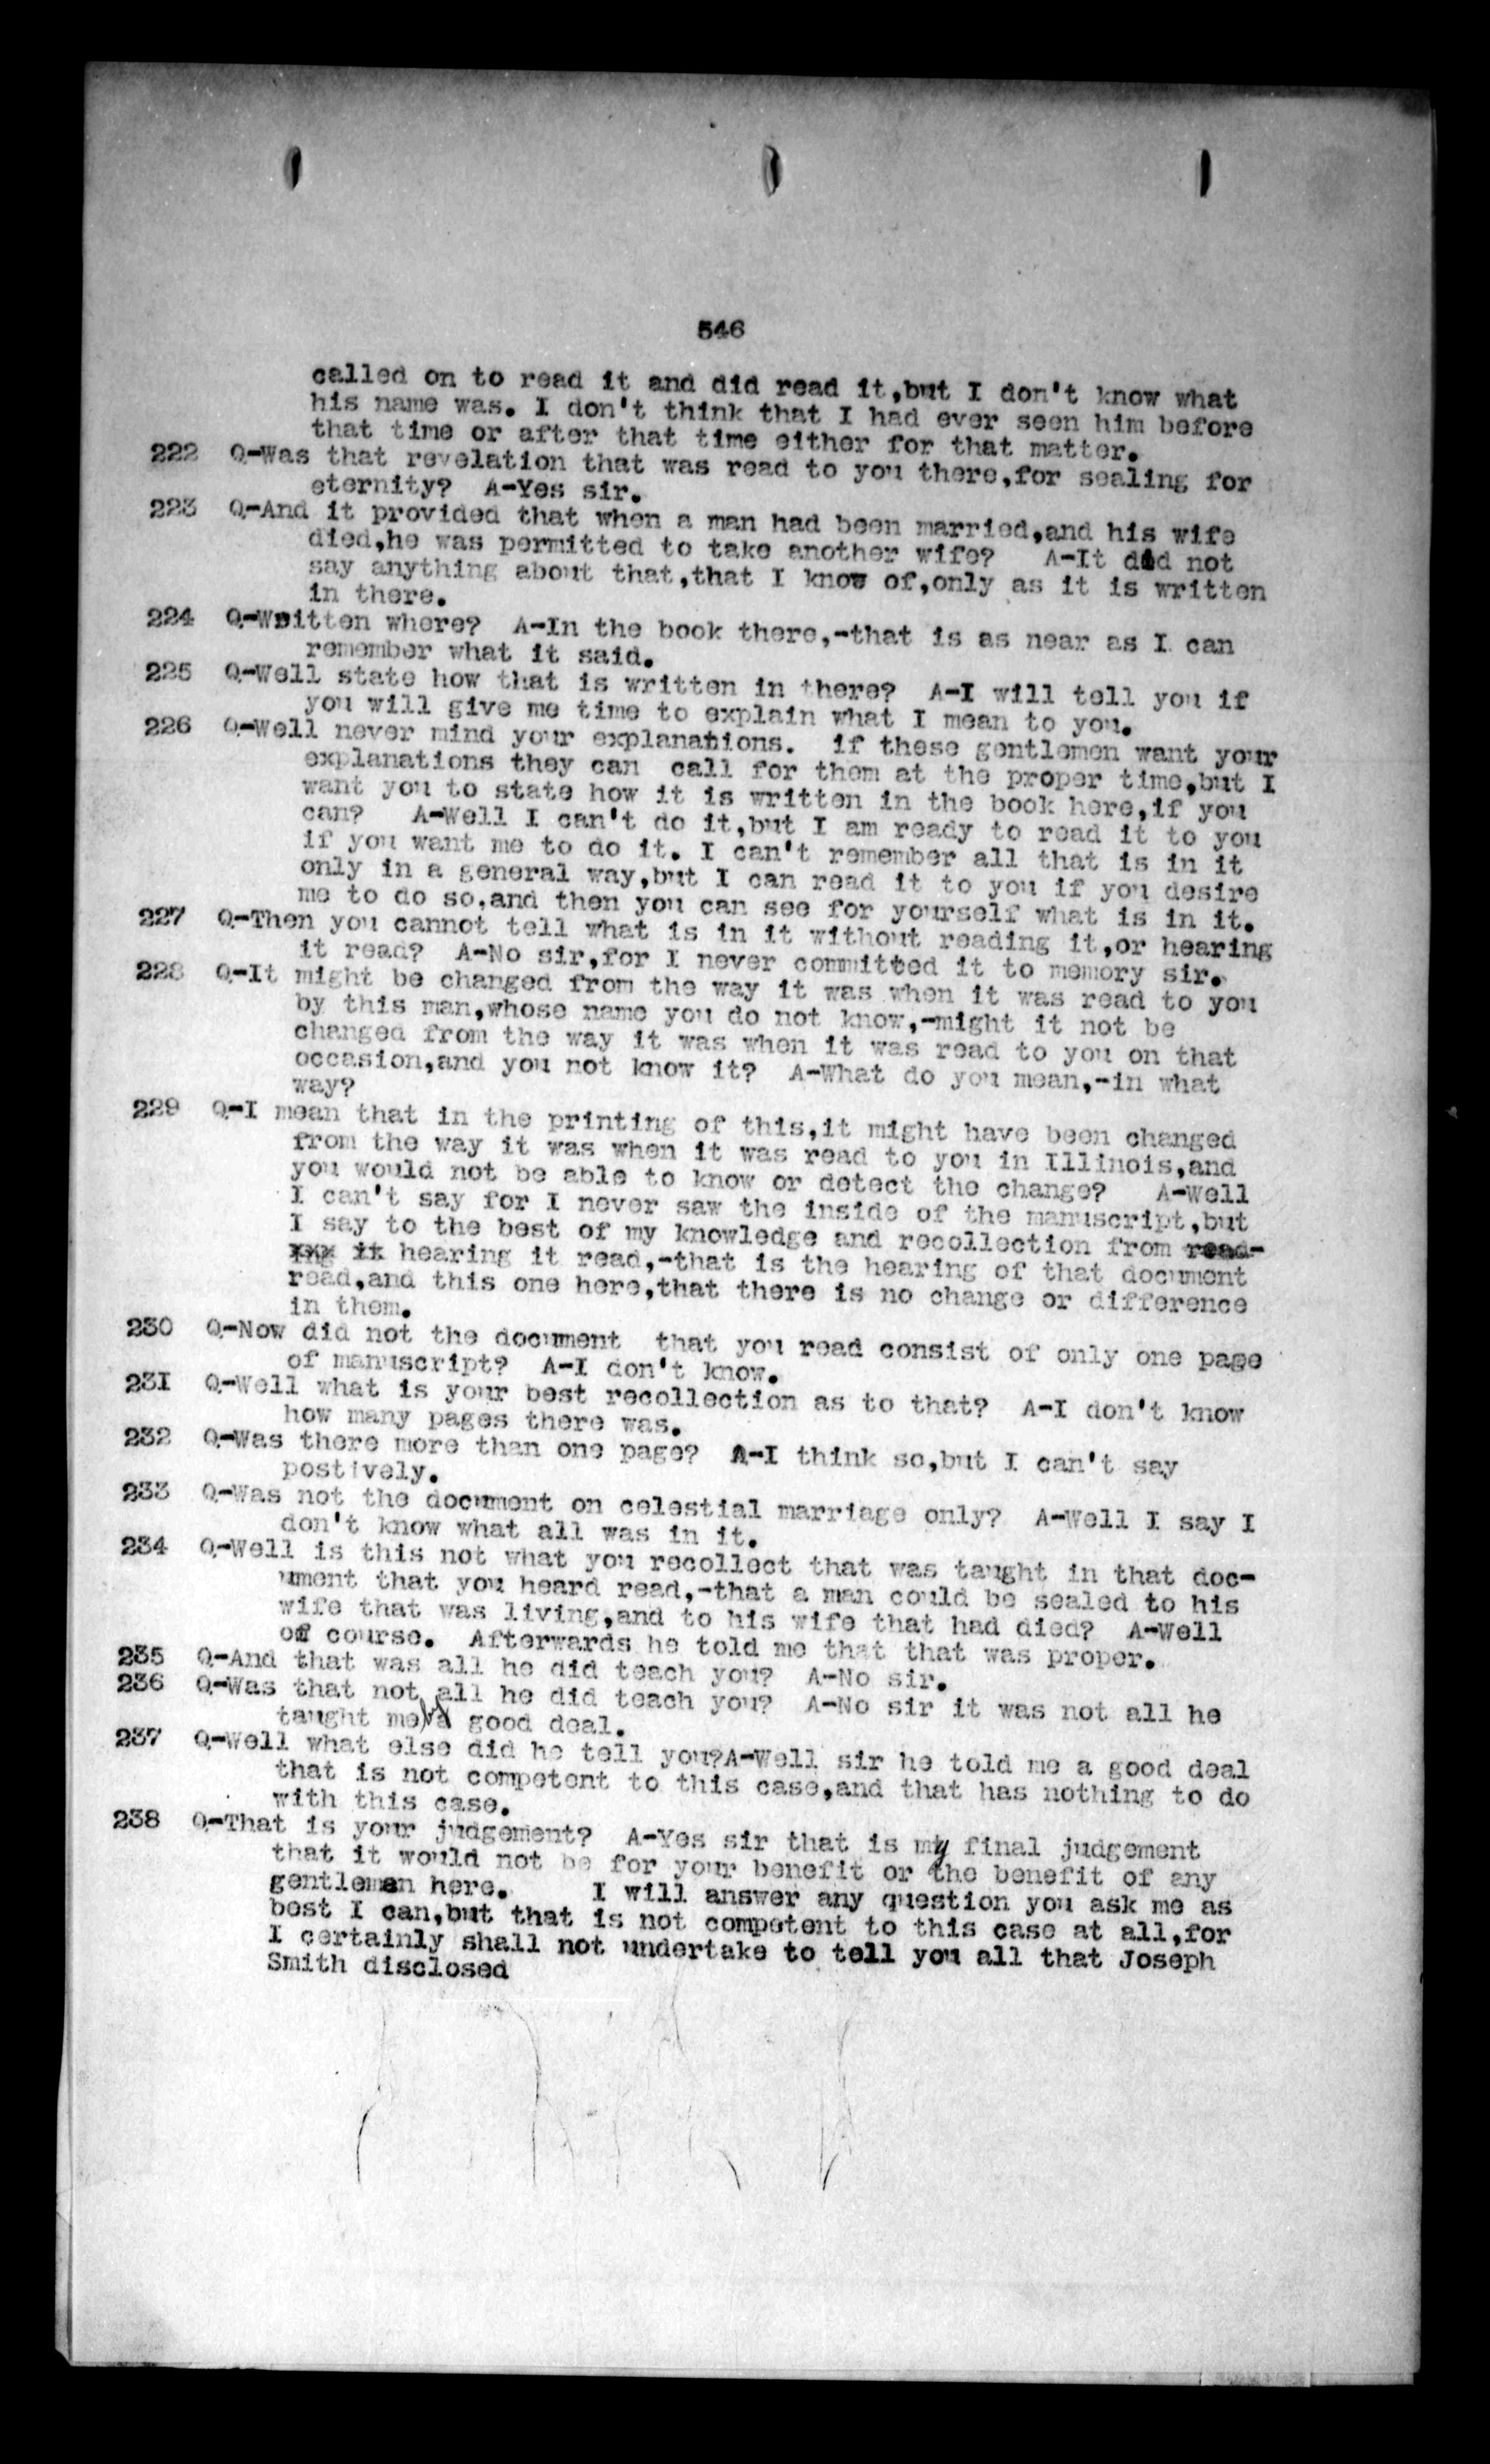 546
called on to read it and did read it,but I don't know what
his name was. I don't think that I had ever seen him before
that time or after that time either for that matter.
222 Q-Was that revelation that was read to you there,for sealing for
eternity? A-Yes sir.
223 Q-And it provided that when a man had been married,and his wife
died,he was permitted to take another wife? A-It did not
say anything about that,that I know of,only as it is written
in there.
224 Q-Written where? A-In the book there,-that is as near as I can
remember what it said.
225 Q-Well state how that is written in there? A-I will tell you if
you will give me time to explain what I mean to you.
226 Q-Well never mind your explanations. if these gentlemen want your
explanations they can call for them at the proper time,but I
want you to state how it is written in the book here,if you
can? A-Well I can't do it,but I am ready to read it to you
if you want me to do it. I can't remember all that is in it
only in a general way,but I can read it to you if you desire
me to do so.and then you can see for yourself what is in it.
227 Q-Then you cannot tell what is in it without reading it,or hearing
it read? A-No sir,for I never committed it to memory sir.
228 Q-It might be changed from the way it was when it was read to you
by this man,whose name you do not know,-might it not be
changed from the way it was when it was read to you on that
occasion,and you not know it? A-What do you mean,-in what
way?
229 Q-I mean that in the printing of this,it might have been changed
from the way it was when it was read to you in Illinois,and
you would not be able to know or detect the change? A-Well
I can't say for I never saw the inside of the manuscript,but
I say to the best of my knowledge and recollection from read-
ing it hearing it read,-that is the hearing of that document
read,and this one here,that there is no change or difference
in them.
230 Q-Now did not the document that you read consist of only one page
of manuscript? A-I don't know.
231 Q-Well what is your best recollection as to that? A-I don't know
how many pages there was.
232 Q-Was there more than one page? A-I think so,but I can't say
postively.
233 Q-Was not the document on celestial marriage only? A-Well I say I
don't know what all was in it.
234 Q-Well is this not what you recollect that was taught in that doc-
ument that you heard read,-that a man could be sealed to his
wife that was living,and to his wife that had died? A-Well
of course. Afterwards he told me that that was proper.
235 Q-And that was all he did teach you? A-No sir.
236 Q-Was that not all he did teach you? A-No sir it was not all he
taught me) by a good deal.
237 Q-Well what else did he tell you?A-Well sir he told me a good deal
that is not competent to this case,and that has nothing to do
with this case.
238 Q-That is your judgement? A-Yes sir that is my final judgement
that it would not be for your benefit or the benefit of any
gentleman here. I will answer any question you ask me as
best I can,but that is not competent to this case at all,for
I certainly shall not undertake to tell you all that Joseph
Smith disclosed